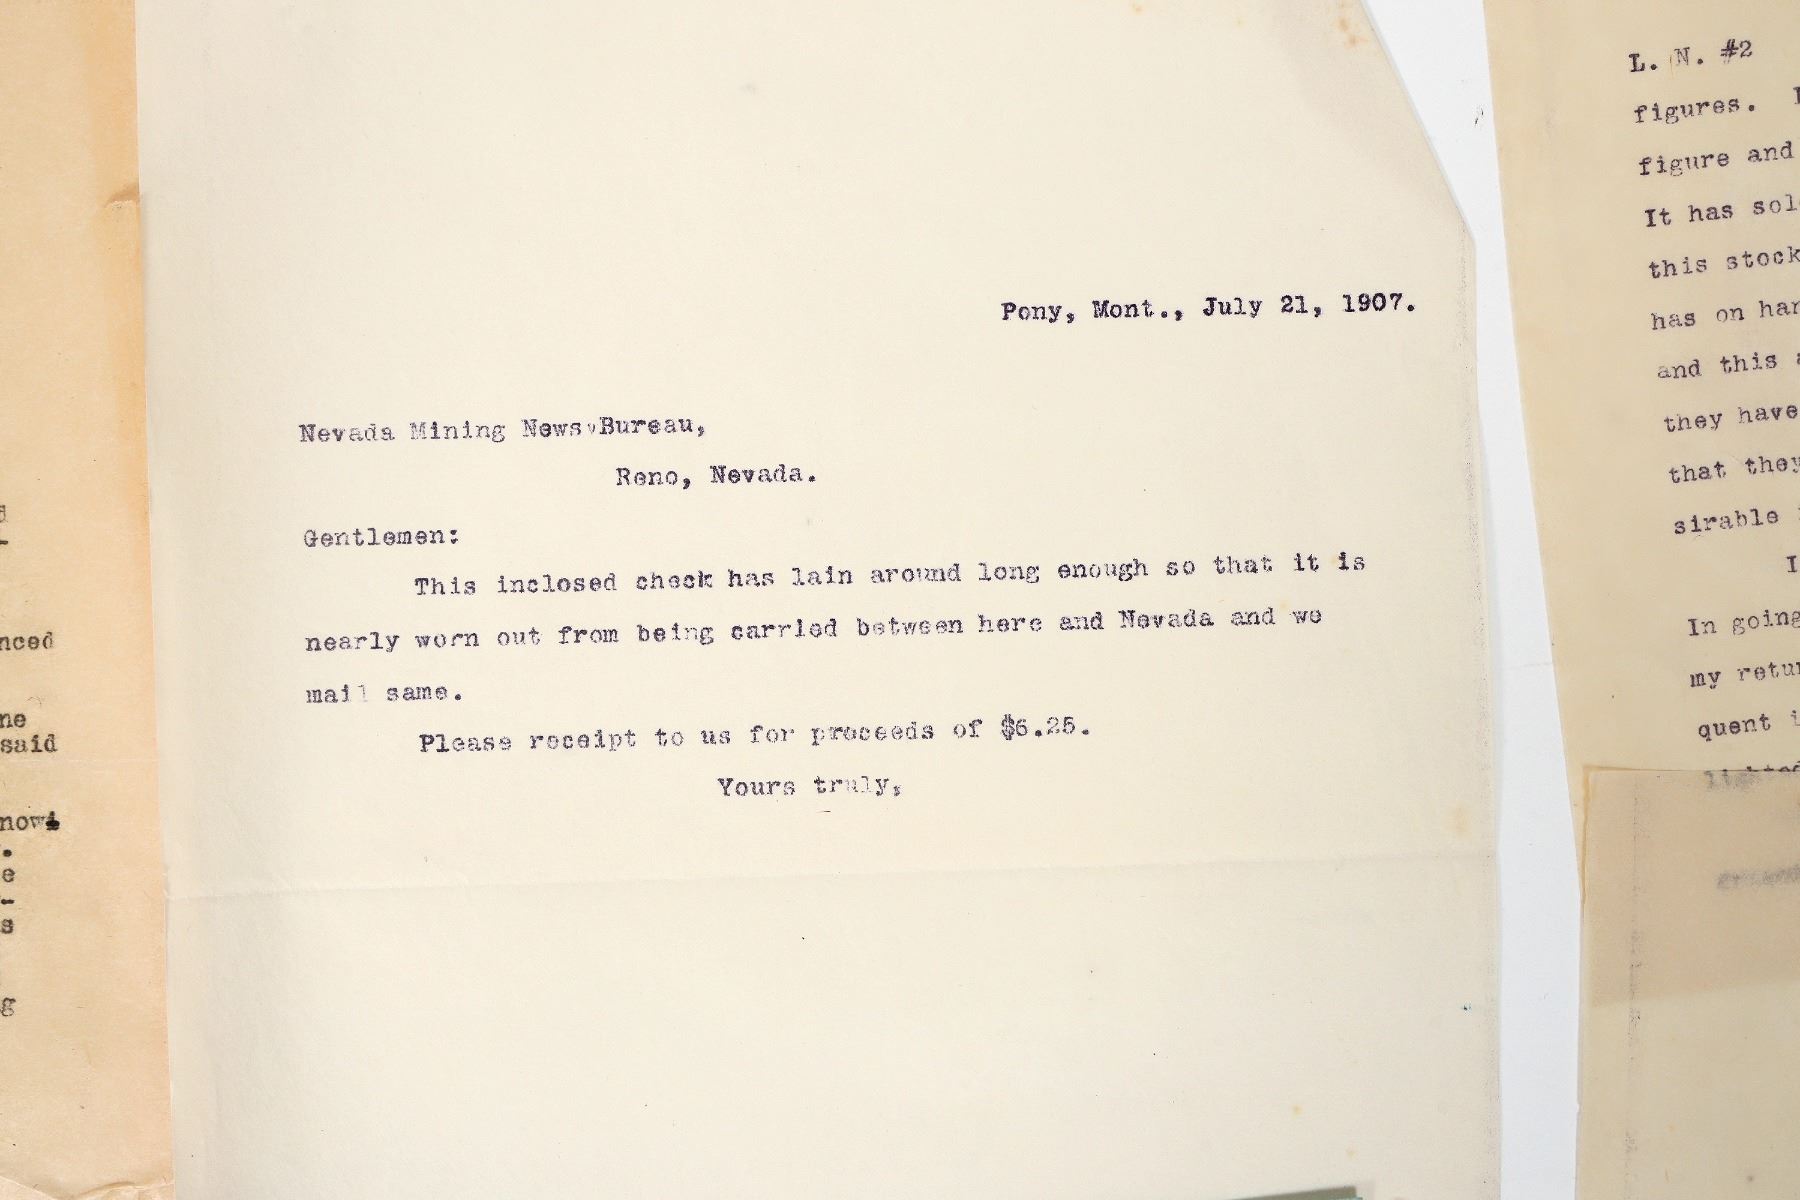 Pony, Mont., July 21, 1907.
Nevada Mining News Bureau,
Reno, Nevada.
Gentlemen:
This inclosed check has lain around long enough so that it is
nearly worn out from being carried between here and Nevada and we
mail same.
Please receipt to us for proceeds of $6.25.
Yours truly,
L. N. #2
figures.
figure and
It has
this stock
has on
and this
they have
that they
sirable
In going
my
quent
nced
ne
said
e
-
s
g